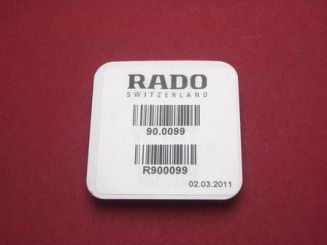 RADO
SWITZERLAND
90.0099
R900099
02.03.2011